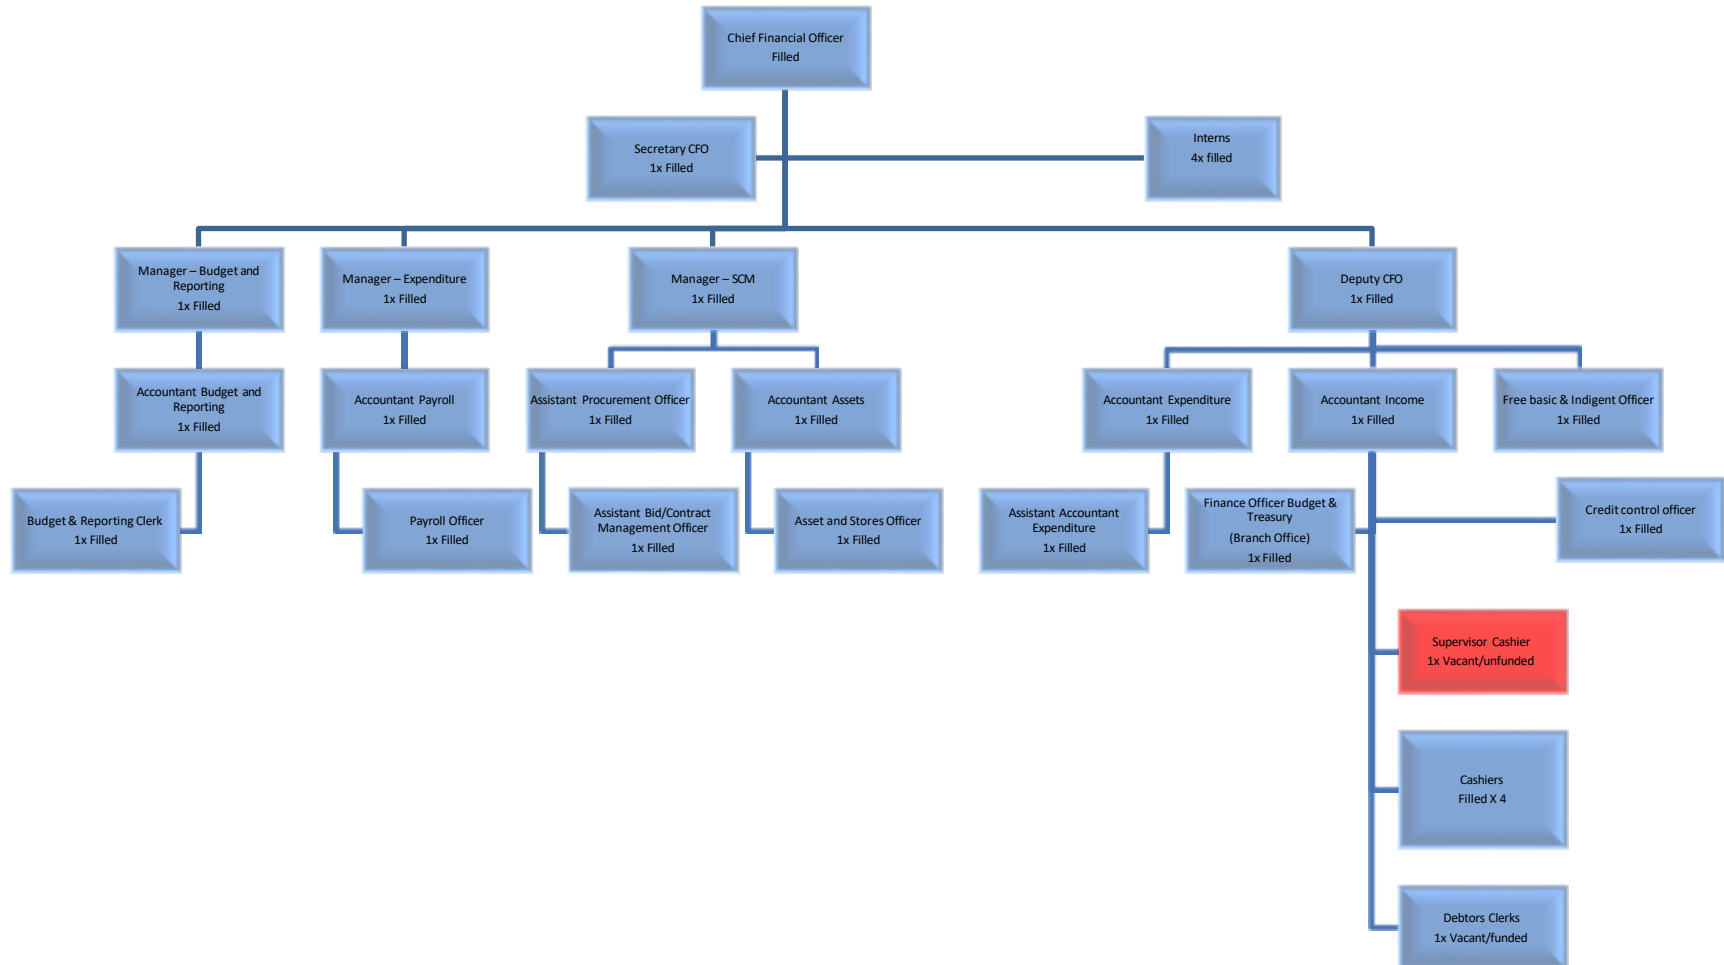 Chief Financial Officer
Filled
Secretary CFO
1x Filled
Interns
4x filled
Manager – Budget and
Reporting
1x Filled
Manager – Expenditure
1x Filled
Manager – SCM
1x Filled
Deputy CFO
1x Filled
Accountant Budget and
Reporting
1x Filled
Accountant Payroll
1x Filled
Assistant Procurement Officer
1x Filled
Accountant Assets
1x Filled
Accountant Expenditure
1x Filled
Accountant Income
1x Filled
Free basic & Indigent Officer
1x Filled
Budget & Reporting Clerk
1x Filled
Payroll Officer
1x Filled
Assistant Bid/Contract
Management Officer
1x Filled
Asset and Stores Officer
1x Filled
Assistant Accountant
Expenditure
1x Filled
Finance Officer Budget &
Treasury
(Branch Office)
1x Filled
Credit control officer
1x Filled
Supervisor Cashier
1x Vacant/unfunded
Cashiers
Filled X 4
Debtors Clerks
1x Vacant/funded